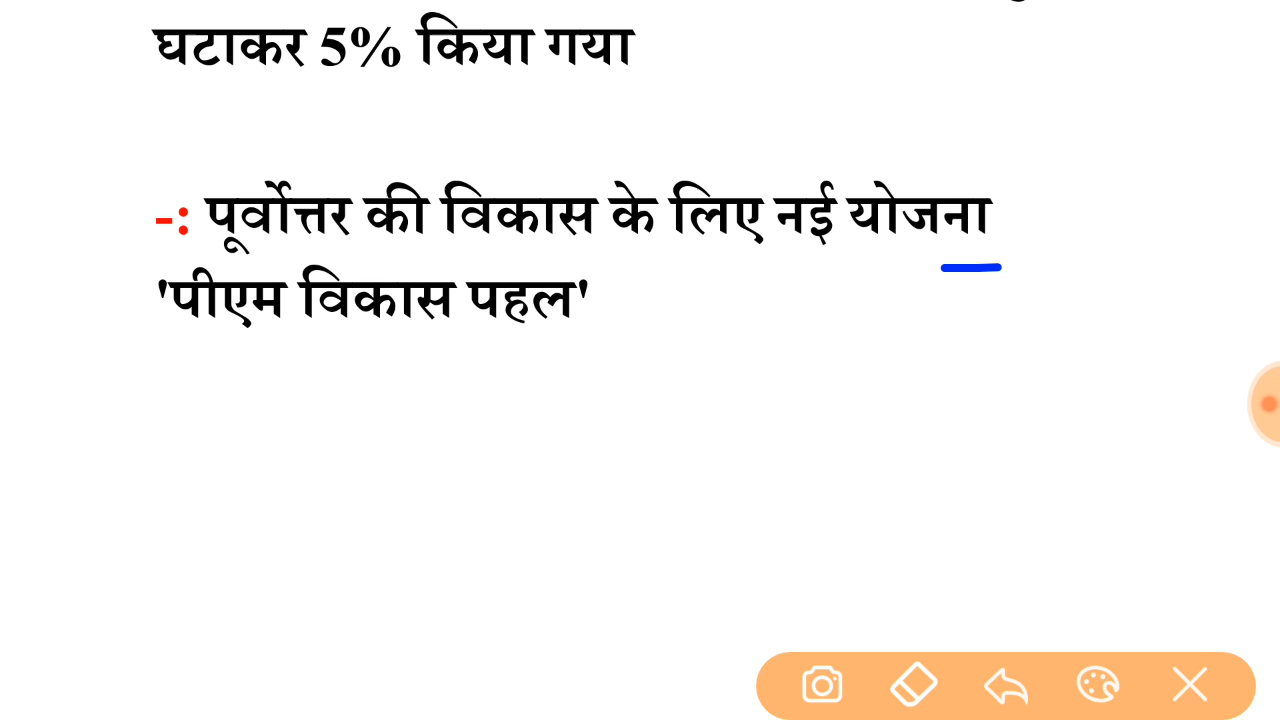 घटाकर 5% किया गया
-: पूर्वोत्तर की विकास के लिए नई योजना
'पीएम विकास पहल'